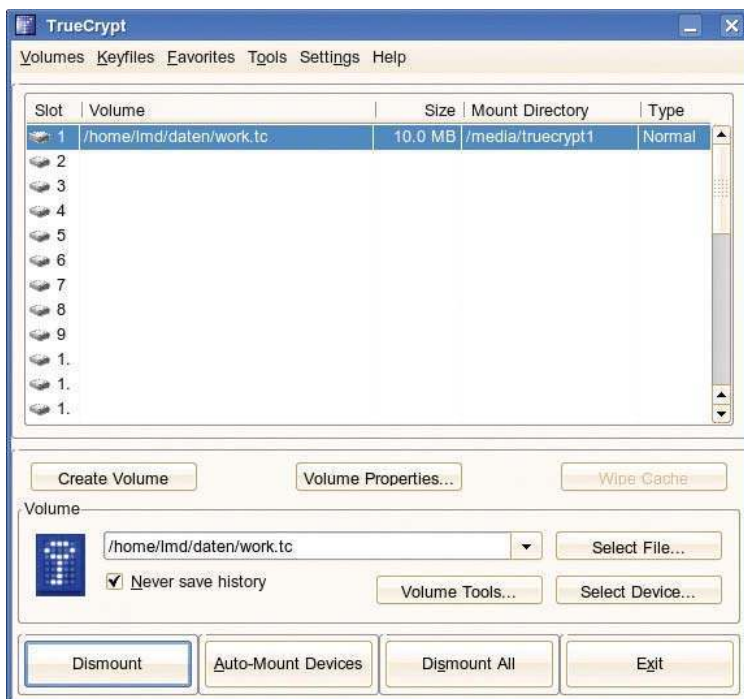 TrueCrypt
Volumes Keyfiles Favorites Tools Settings Help
Slot Volume Size Mount Directory Type
1 /home/lmd/daten/work.tc 10.0 MB /media/truecrypt1 Normal
2
3
4
5
6
7
8
9
1.
1.
1.
Create Volume Volume Properties... Wipe Cache
Volume
/home/lmd/daten/work.tc Select File...
Never save history Volume Tools... Select Device...
Dismount Auto-Mount Devices Dismount All Exit